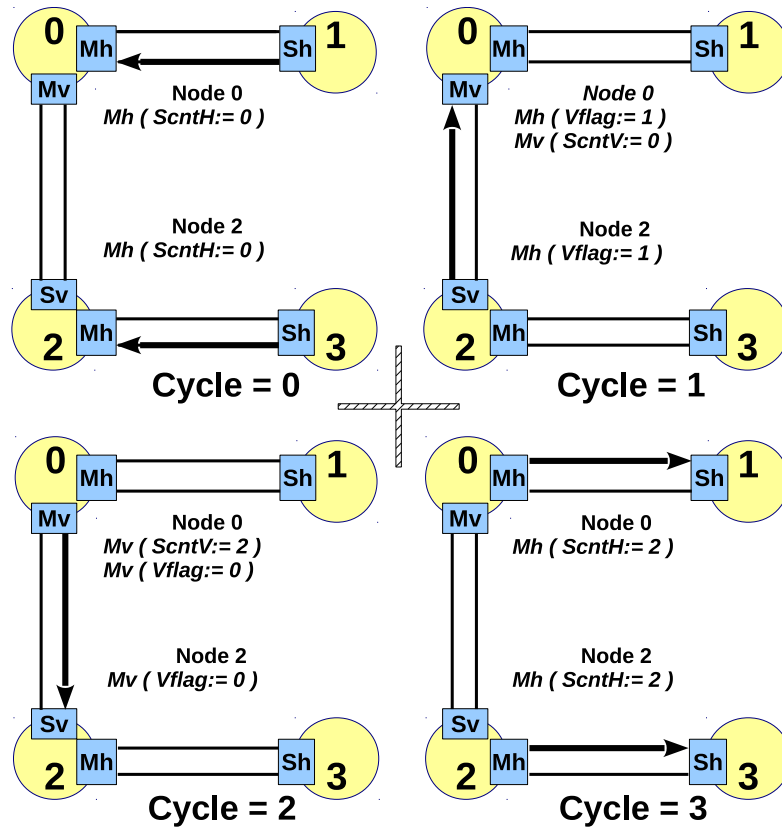 0
1
Mh
Sh
Mv
Node 0
Mh ( ScntH:= 0 )
Node 2
Mh ( ScntH:= 0 )
Sv
2
Mh
Sh
3
Cycle = 0
0
1
Mh
Sh
Mv
Node 0
Mh ( Vflag:= 1 )
Mv ( ScntV:= 0 )
Node 2
Mh ( Vflag:= 1 )
Sv
2
Mh
Sh
3
Cycle = 1
0
1
Mh
Sh
Mv
Node 0
Mv ( ScntV:= 2 )
Mv ( Vflag:= 0 )
Node 2
Mv ( Vflag:= 0 )
Sv
2
Mh
Sh
3
Cycle = 2
0
1
Mh
Sh
Mv
Node 0
Mh ( ScntH:= 2 )
Node 2
Mh ( ScntH:= 2 )
Sv
2
Mh
Sh
3
Cycle = 3